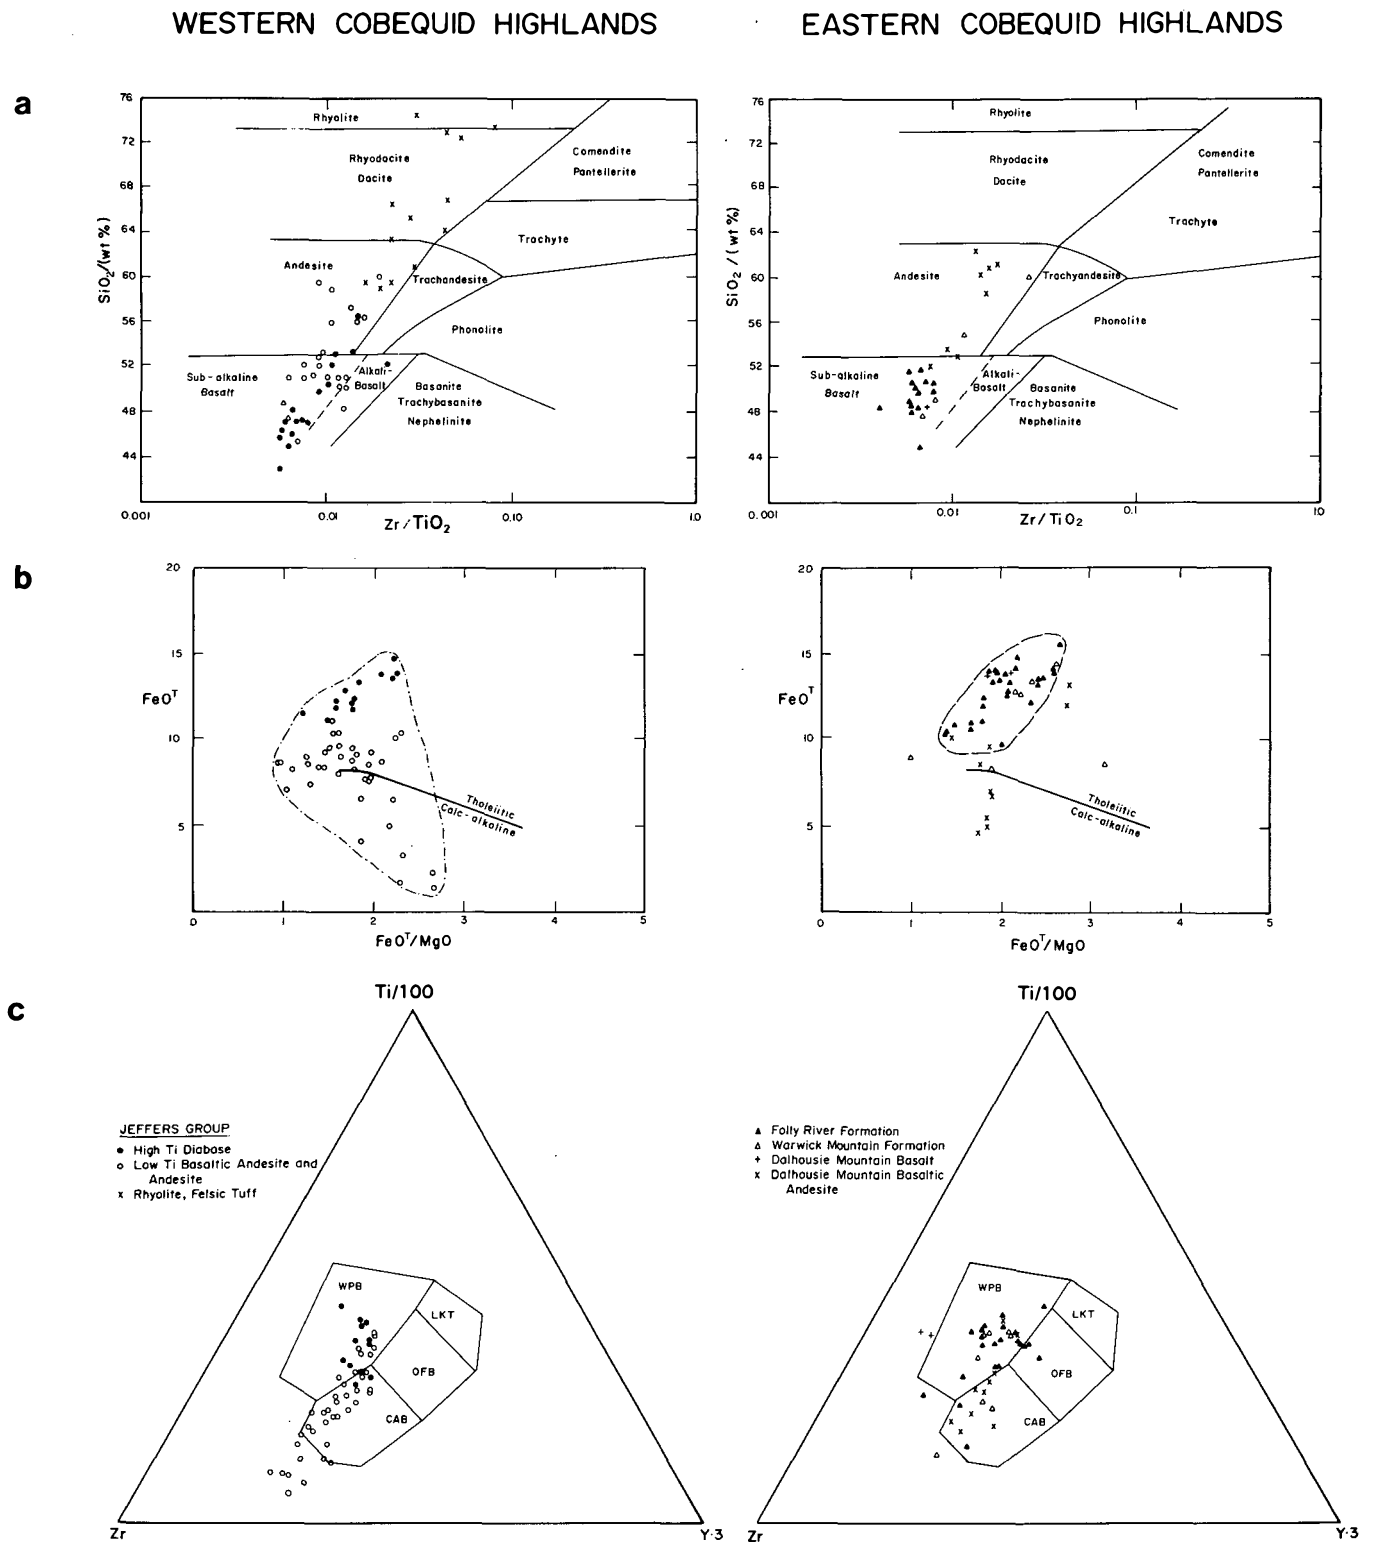 WESTERN COBEQUID HIGHLANDS
EASTERN COBEQUID HIGHLANDS
a
76
72
68
64
60
56
52
48
44
SiO2/(wt %)
Rhyolite
Rhyodacite
Dacite
Comendite
Pantellerite
Trachyte
Andesite
Trachandesite
Phonolite
Sub-alkaline
Basalt
Alkali-
Basalt
Basanite
Trachybasanite
Nephelinite
0.001
0.01
0.10
1.0
Zr/TiO2
76
72
68
64
60
56
52
48
44
SiO2/(wt %)
Rhyolite
Rhyodacite
Dacite
Comendite
Pantellerite
Trachyte
Andesite
Trachyandesite
Phonolite
Sub-alkaline
Basalt
Alkali-
Basalt
Basanite
Trachybasanite
Nephelinite
0.001
0.01
0.1
1.0
Zr/TiO2
b
20
15
10
5
FeOT
Tholeiitic
Calc-alkaline
0
1
2
3
4
5
FeOT/MgO
20
15
10
5
FeOT
Tholeiitic
Calc-alkaline
0
1
2
3
4
5
FeOT/MgO
c
Ti/100
JEFFERS GROUP
High Ti Diabase
Low Ti Basaltic Andesite and
Andesite
x Rhyolite, Felsic Tuff
WPB
LKT
OFB
CAB
Zr
Y·3
Ti/100
▲ Folly River Formation
△ Warwick Mountain Formation
+ Dalhousie Mountain Basalt
x Dalhousie Mountain Basaltic
Andesite
WPB
LKT
OFB
CAB
Zr
Y·3